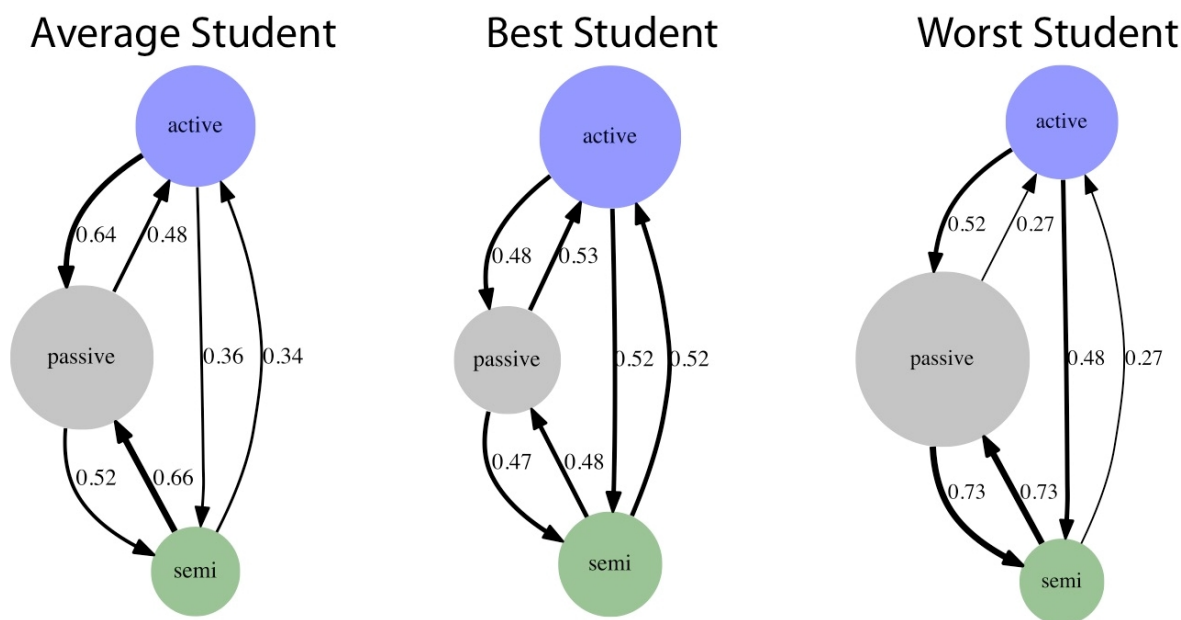 Average Student
active
0.64
0.48
passive
0.36
0.34
0.52
0.66
semi
Best Student
active
0.48
0.53
passive
0.52
0.52
0.47
0.48
semi
Worst Student
active
0.52
0.27
passive
0.48
0.27
0.73
0.73
semi